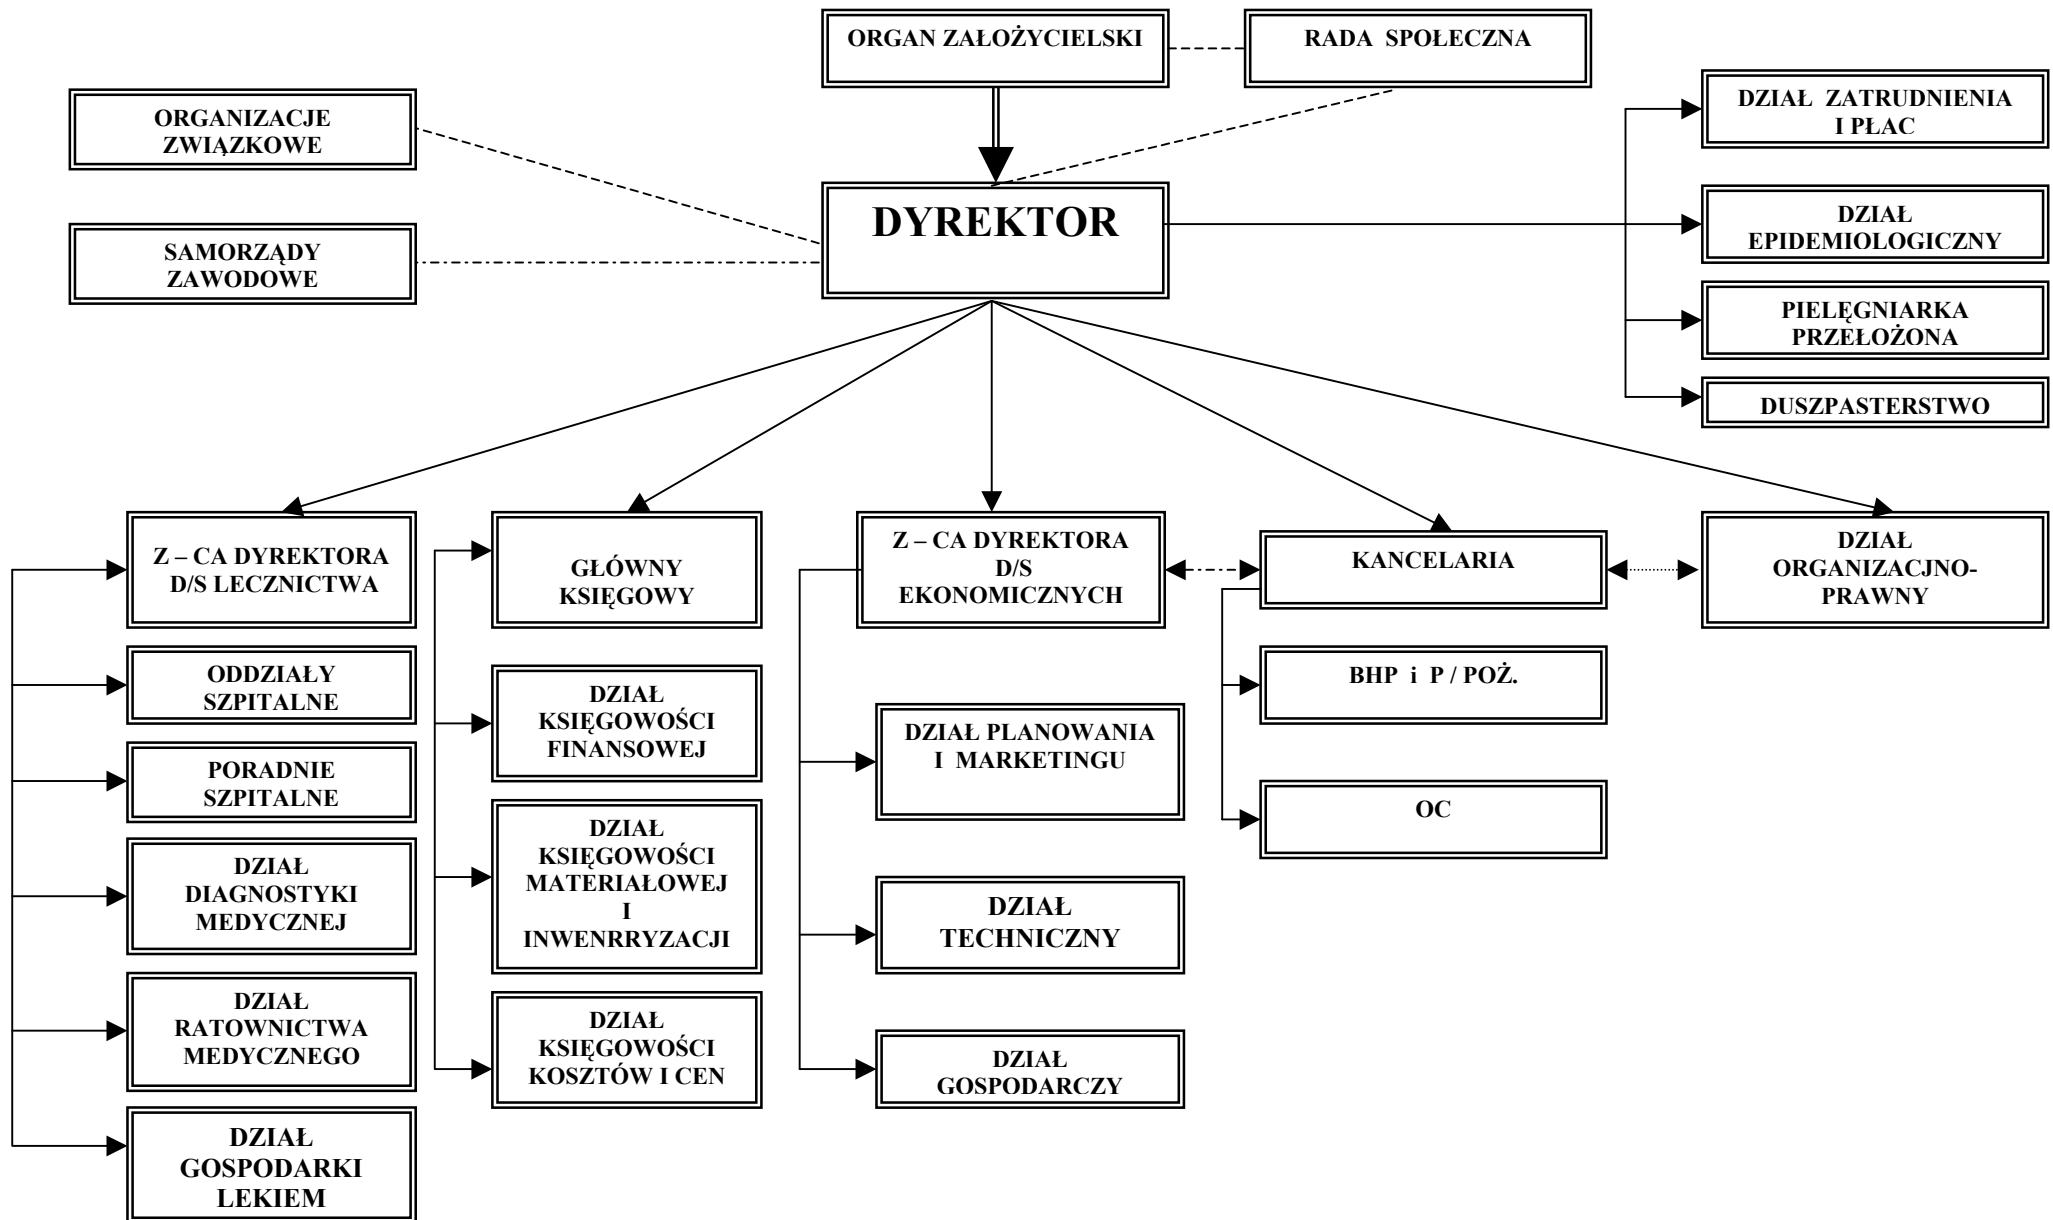 ORGAN ZAŁOŻYCIELSKI
RADA SPOŁECZNA
ORGANIZACJE
ZWIĄZKOWE
SAMORZĄDY
ZAWODOWE
DYREKTOR
DZIAŁ ZATRUDNIENIA
I PŁAC
DZIAŁ
EPIDEMIOLOGICZNY
PIELĘGNIARKA
PRZEŁOŻONA
DUSZPASTERSTWO
Z – CA DYREKTORA
D/S LECZNICTWA
ODDZIAŁY
SZPITALNE
PORADNIE
SZPITALNE
DZIAŁ
DIAGNOSTYKI
MEDYCZNEJ
DZIAŁ
RATOWNICTWA
MEDYCZNEGO
DZIAŁ
GOSPODARKI
LEKIEM
GŁÓWNY
KSIĘGOWY
DZIAŁ
KSIĘGOWOŚCI
FINANSOWEJ
DZIAŁ
KSIĘGOWOŚCI
MATERIAŁOWEJ
I
INWENRRYZACJI
DZIAŁ
KSIĘGOWOŚCI
KOSZTÓW I CEN
Z – CA DYREKTORA
D/S
EKONOMICZNYCH
DZIAŁ PLANOWANIA
I MARKETINGU
DZIAŁ
TECHNICZNY
DZIAŁ
GOSPODARCZY
KANCELARIA
BHP i P / POŻ.
OC
DZIAŁ
ORGANIZACJNO-
PRAWNY